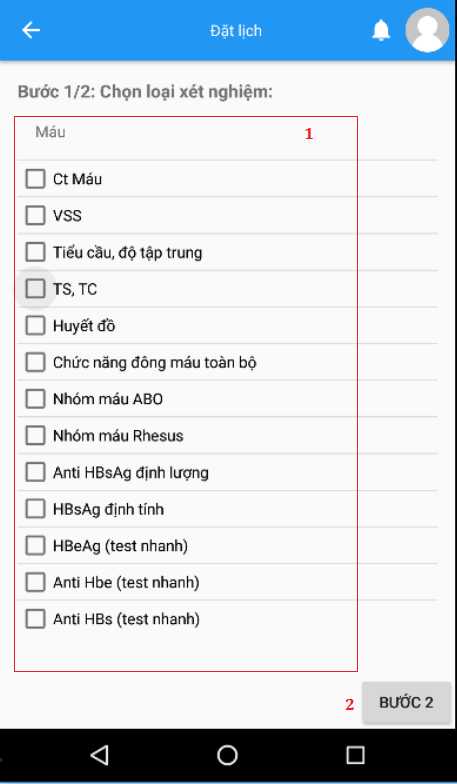 Đặt lịch
Bước 1/2: Chọn loại xét nghiệm:
Máu 1
Ct Máu
VSS
Tiểu cầu, độ tập trung
TS, TC
Huyết đồ
Chức năng đông máu toàn bộ
Nhóm máu ABO
Nhóm máu Rhesus
Anti HBsAg định lượng
HBsAg định tính
HBeAg (test nhanh)
Anti Hbe (test nhanh)
Anti HBs (test nhanh)
2 BƯỚC 2